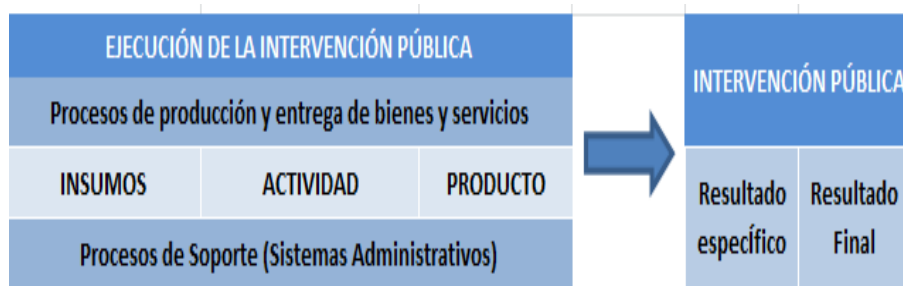 EJECUCIÓN DE LA INTERVENCIÓN PÚBLICA
Procesos de producción y entrega de bienes y servicios
INSUMOS ACTIVIDAD PRODUCTO
Procesos de Soporte (Sistemas Administrativos)
INTERVENCIÓN PÚBLICA
Resultado específico
Resultado Final